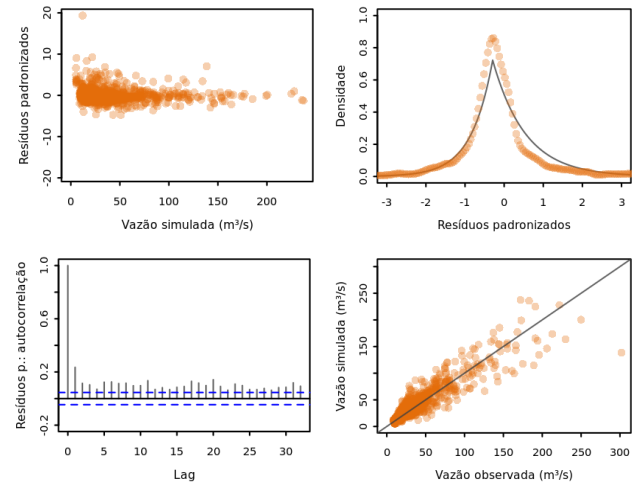 20
10
0
-10
-20
Resíduos padronizados
0 50 100 150 200
Vazão simulada (m³/s)
1.0
0.8
0.6
0.4
0.2
0.0
Densidade
-3 -2 -1 0 1 2 3
Resíduos padronizados
1.0
0.6
0.2
-0.2
Resíduos p.: autocorrelação
0 5 10 15 20 25 30
Lag
250
150
50
0
Vazão simulada (m³/s)
0 50 100 150 200 250 300
Vazão observada (m³/s)